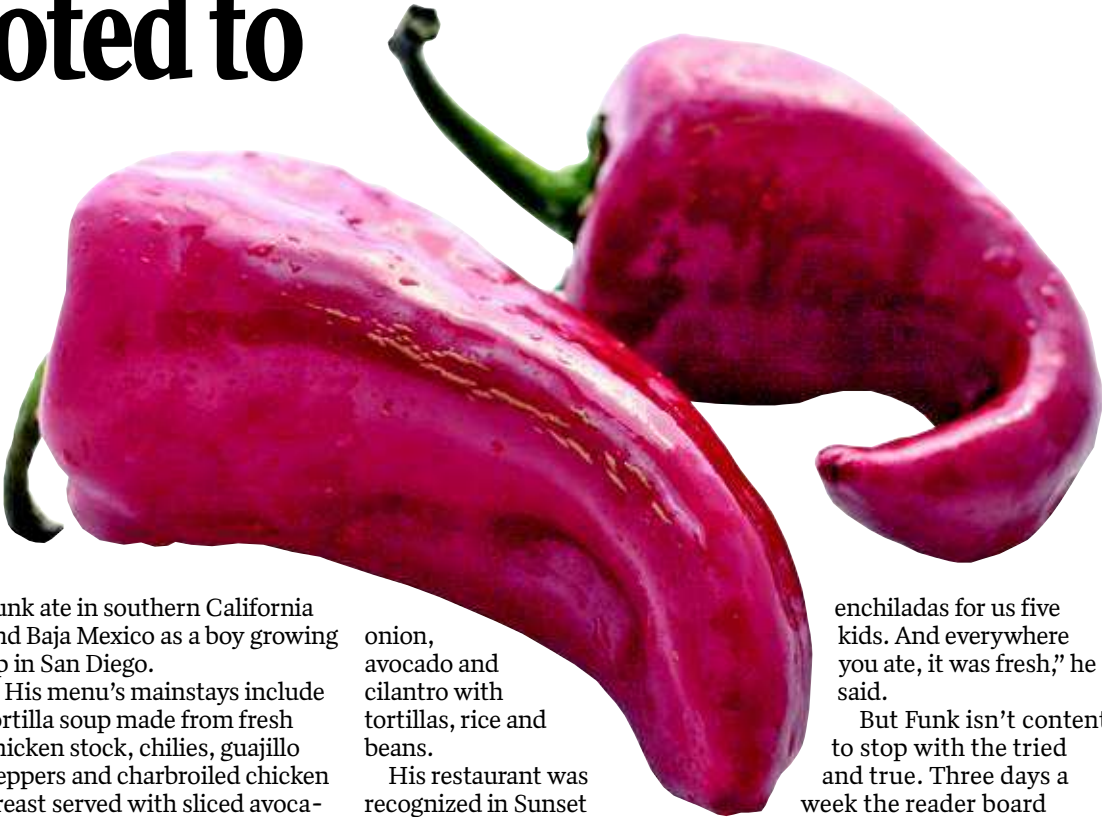 oted to
unk ate in southern California
nd Baja Mexico as a boy growing
p in San Diego.
His menu’s mainstays include
ortilla soup made from fresh
hicken stock, chilies, guajillo
eppers and charbroiled chicken
reast served with sliced avoca-
onion,
avocado and
cilantro with
tortillas, rice and
beans.
His restaurant was
recognized in Sunset
enchiladas for us five
kids. And everywhere
you ate, it was fresh,” he
said.
But Funk isn’t content
to stop with the tried
and true. Three days a
week the reader board